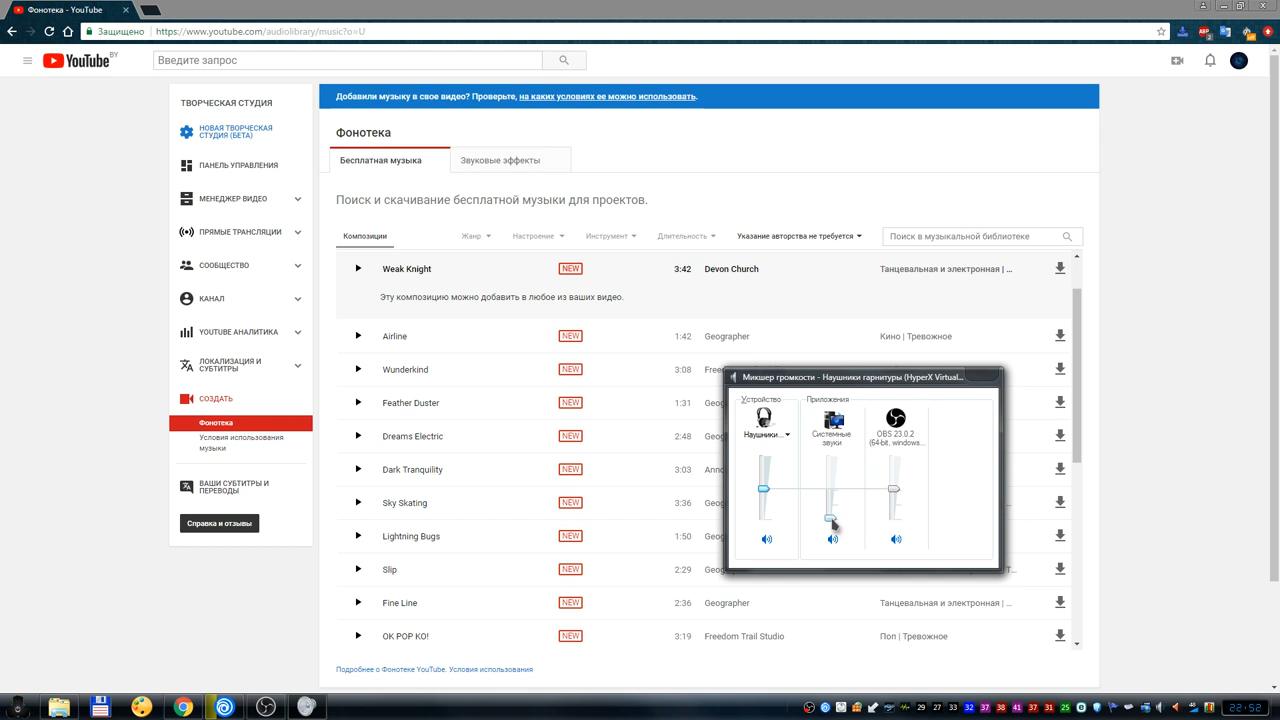 Фонотека - YouTube
Защищено
https://www.youtube.com/audiolibrary/music?o=U
YouTube BY
Введите запрос
ТВОРЧЕСКАЯ СТУДИЯ
НОВАЯ ТВОРЧЕСКАЯ
СТУДИЯ (БЕТА)
ПАНЕЛЬ УПРАВЛЕНИЯ
МЕНЕДЖЕР ВИДЕО
ПРЯМЫЕ ТРАНСЛЯЦИИ
СООБЩЕСТВО
КАНАЛ
YOUTUBE АНАЛИТИКА
ЛОКАЛИЗАЦИЯ И
СУБТИТРЫ
СОЗДАТЬ
Фонотека
Условия использования
музыки
ВАШИ СУБТИТРЫ И
ПЕРЕВОДЫ
Справка и отзывы
Добавили музыку в свое видео? Проверьте, на каких условиях ее можно использовать.
Фонотека
Бесплатная музыка
Звуковые эффекты
Поиск и скачивание бесплатной музыки для проектов.
Композиции Жанр Настроение Инструмент Длительность Указание авторства не требуется Поиск в музыкальной библиотеке
Weak Knight NEW 3:42 Devon Church Танцевальная и электронная | ...
Эту композицию можно добавить в любое из ваших видео.
Airline NEW 1:42 Geographer Кино | Тревожное
Wunderkind NEW 3:08
Feather Duster NEW 1:31
Dreams Electric NEW 2:48
Dark Tranquility NEW 3:03
Sky Skating NEW 3:36
Lightning Bugs NEW 1:50
Slip NEW 2:29
Fine Line NEW 2:36 Geographer Танцевальная и электронная | ...
OK POP KO! NEW 3:19 Freedom Trail Studio Поп | Тревожное
Подробнее о Фонотеке YouTube. Условия использования
Микшер громкости - Наушники гарнитуры (HyperX Virtual...
Устройство
Приложения
Наушники...
Системные
звуки
OBS 23.0.2
(64-bit, windows...
29 27 33 32 37 38 41 37 31
22:52